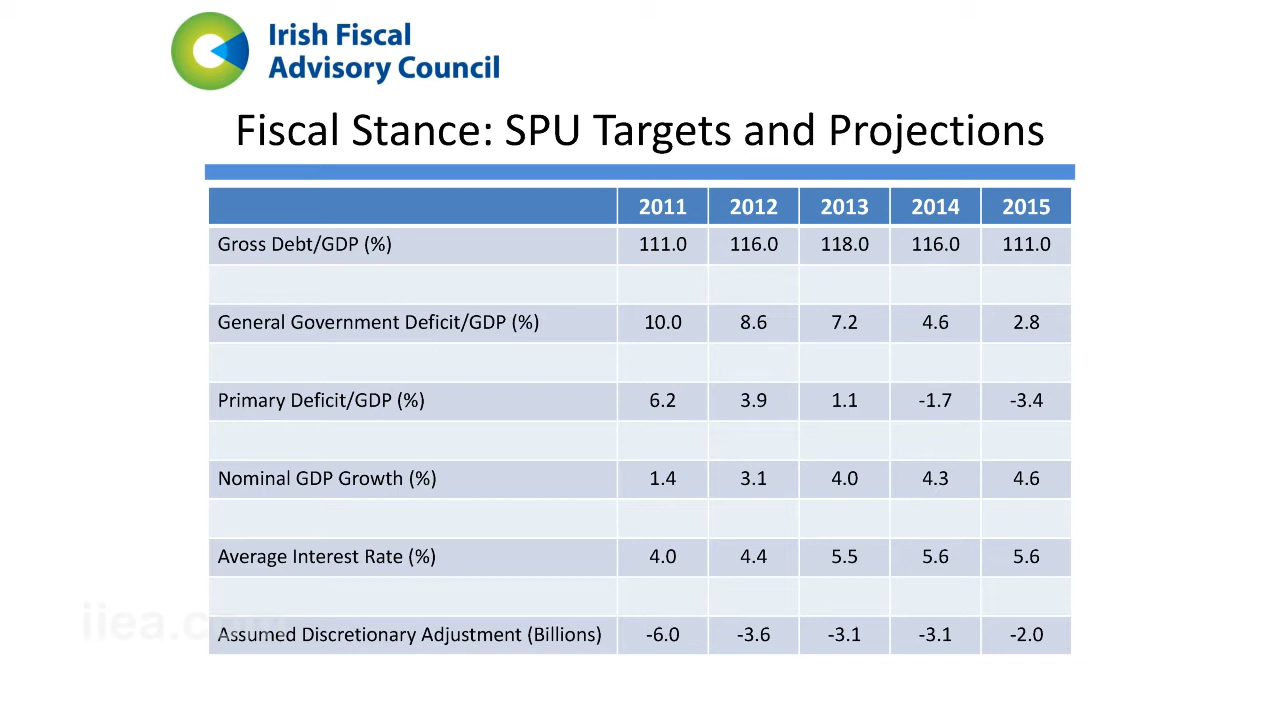 Irish Fiscal
Advisory Council
Fiscal Stance: SPU Targets and Projections
2011 2012 2013 2014 2015
Gross Debt/GDP (%) 111.0 116.0 118.0 116.0 111.0
General Government Deficit/GDP (%) 10.0 8.6 7.2 4.6 2.8
Primary Deficit/GDP (%) 6.2 3.9 1.1 -1.7 -3.4
Nominal GDP Growth (%) 1.4 3.1 4.0 4.3 4.6
Average Interest Rate (%) 4.0 4.4 5.5 5.6 5.6
Assumed Discretionary Adjustment (Billions) -6.0 -3.6 -3.1 -3.1 -2.0